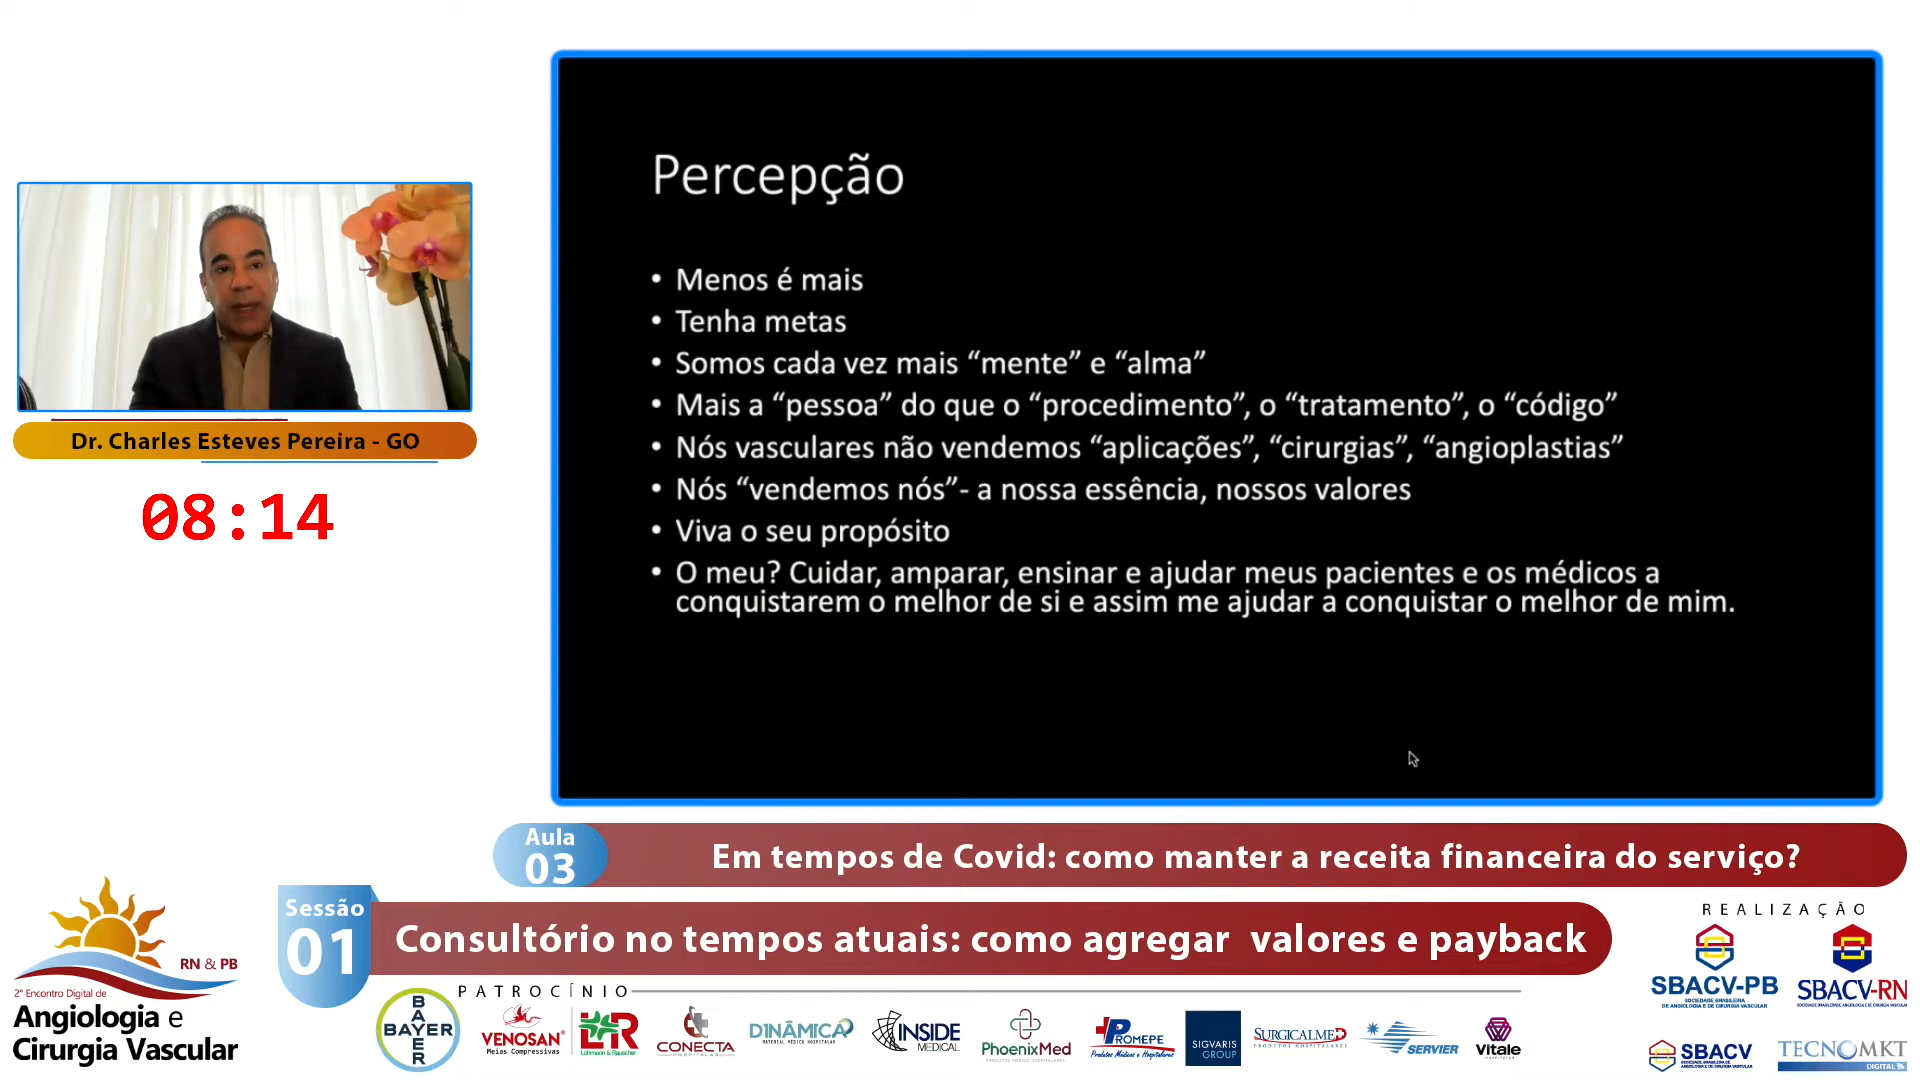 Percepção
• Menos é mais
• Tenha metas
• Somos cada vez mais “mente” e “alma”
• Mais a “pessoa” do que o “procedimento”, o “tratamento”, o “código”
• Nós vasculares não vendemos “aplicações”, “cirurgias”, “angioplastias”
• Nós “vendemos nós”- a nossa essência, nossos valores
• Viva o seu propósito
• O meu? Cuidar, amparar, ensinar e ajudar meus pacientes e os médicos a
conquistarem o melhor de si e assim me ajudar a conquistar o melhor de mim.
Dr. Charles Esteves Pereira - GO
08:14
Aula
03
Em tempos de Covid: como manter a receita financeira do serviço?
Sessão
01
Consultório no tempos atuais: como agregar valores e payback
RN & PB
2º Encontro Digital de
Angiologia e
Cirurgia Vascular
PATROCÍNIO
BAYER
BAYER
VENOSAN®
Meias Compressivas
L&R
Lohmann & Rauscher
CONECTA
HOSPITALAR
DINÂMICA
MATERIAL MÉDICO HOSPITALAR
INSIDE
MEDICAL
PhoenixMed
PROMEPE
Produtos Médicos e Hospitalares
SIGVARIS
GROUP
SURGICALMED
PRODUTOS HOSPITALARES
SERVIER
Vitale
HOSPITALAR
REALIZAÇÃO
SBACV-PB
SOCIEDADE BRASILEIRA
DE ANGIOLOGIA E DE CIRURGIA VASCULAR
SBACV-RN
SBACV
SOCIEDADE BRASILEIRA DE
ANGIOLOGIA E DE CIRURGIA VASCULAR
TECNOMKT
DIGITAL